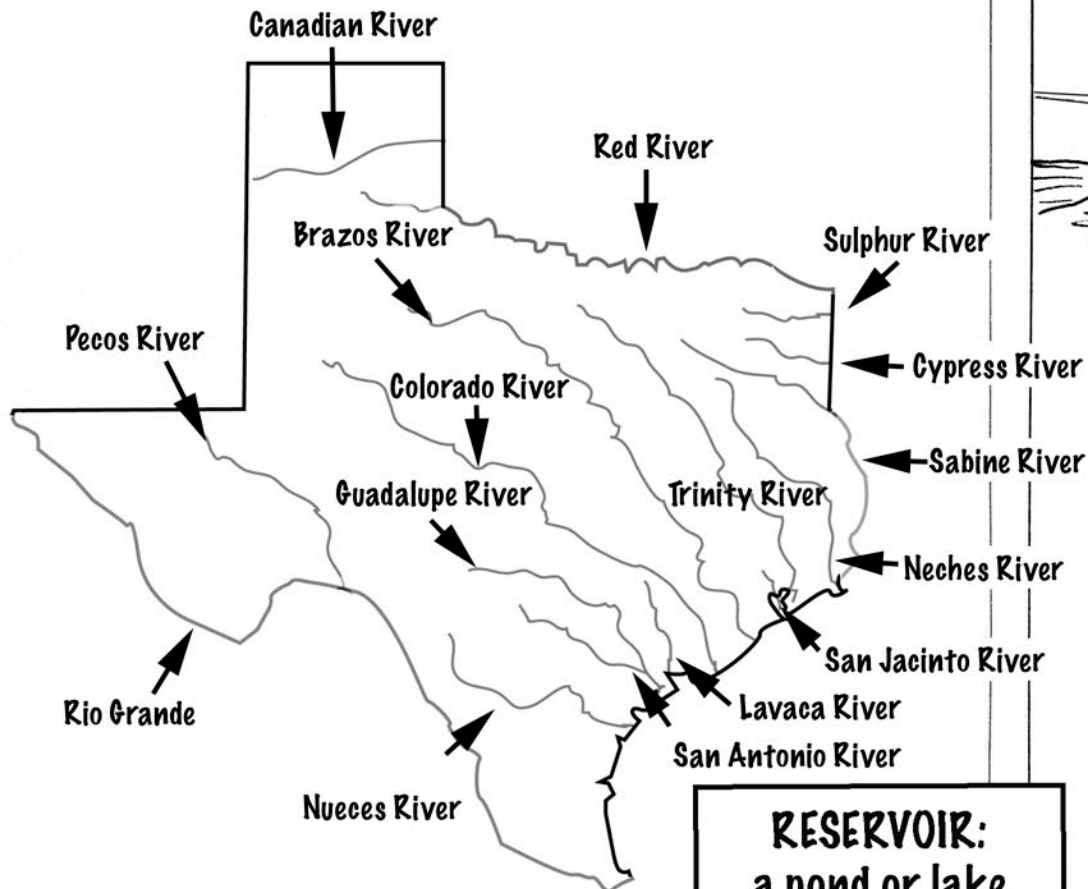 Canadian River
Red River
Brazos River
Sulphur River
Pecos River
Cypress River
Colorado River
Sabine River
Guadalupe River
Trinity River
Neches River
San Jacinto River
Rio Grande
Lavaca River
San Antonio River
Nueces River
RESERVOIR:
a pond or lake